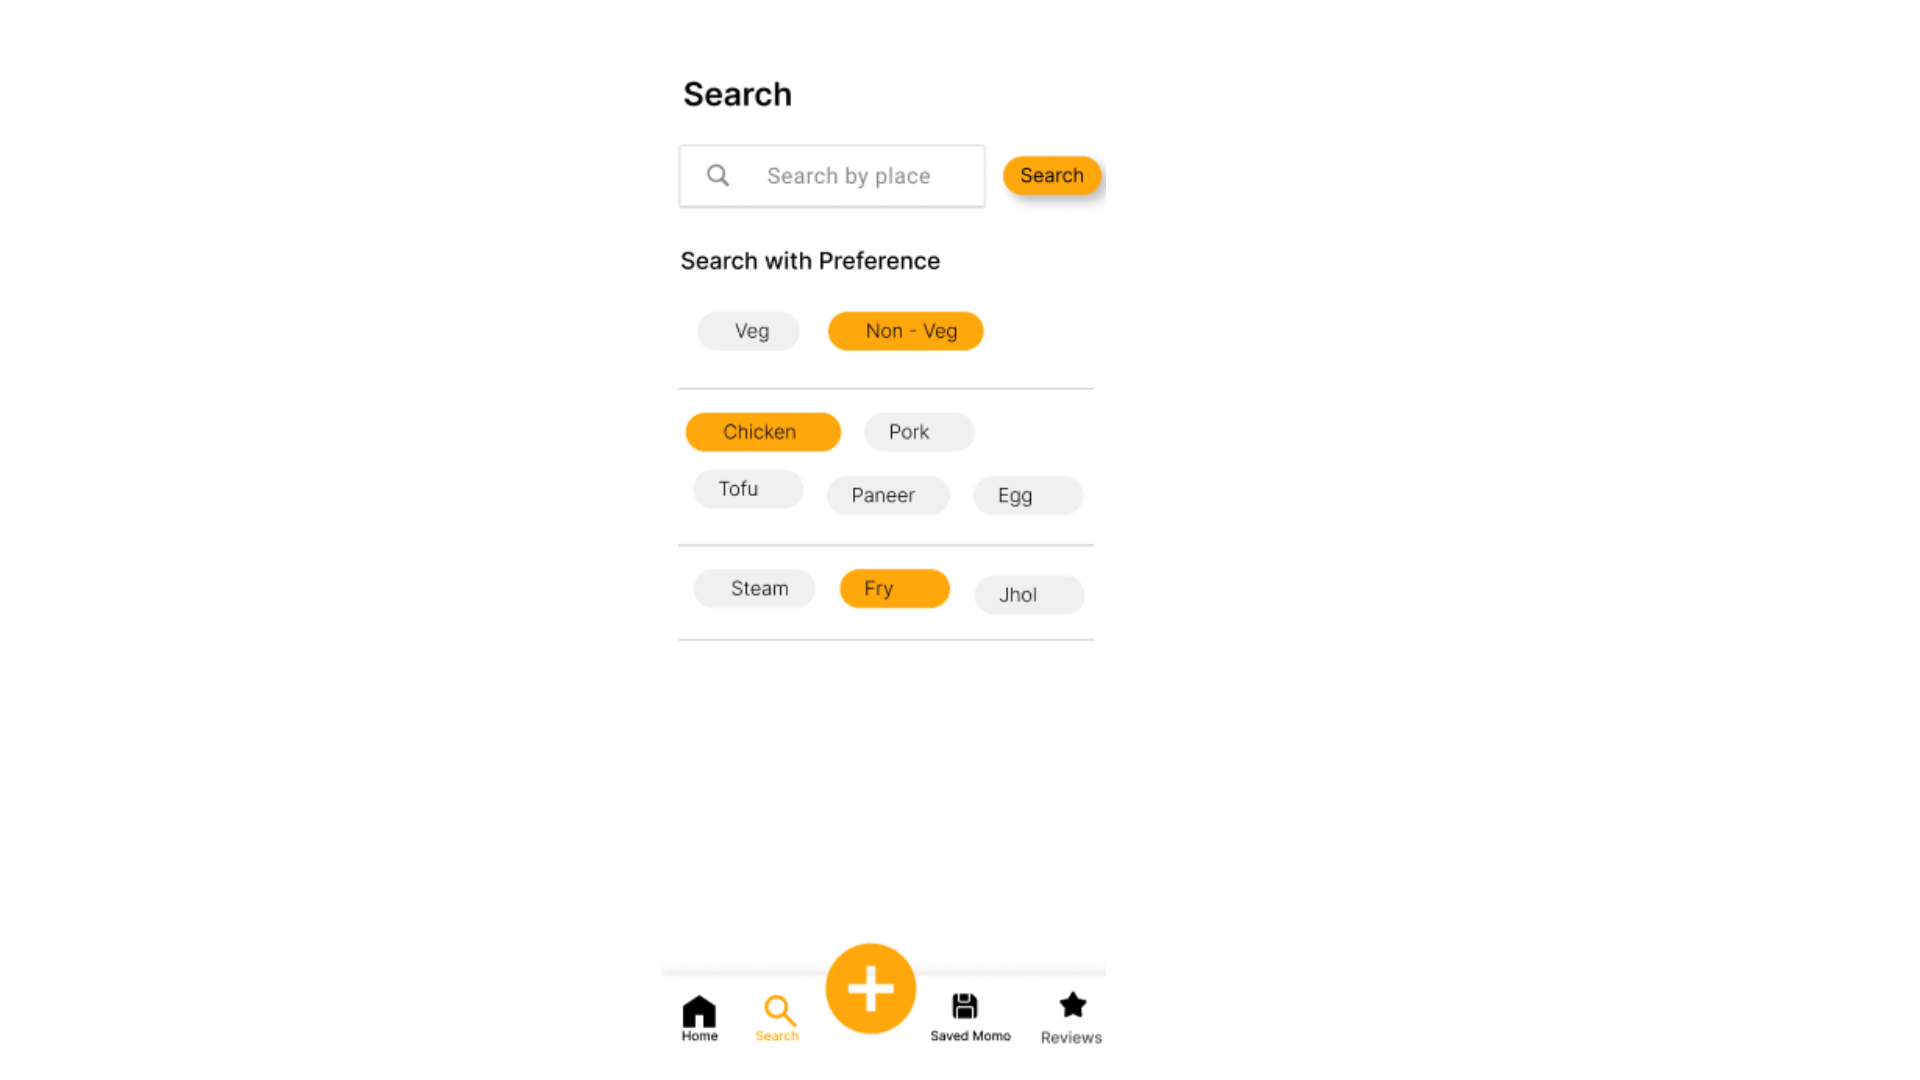 Search
Search by place
Search
Search with Preference
Veg
Non - Veg
Chicken
Pork
Tofu
Paneer
Egg
Steam
Fry
Jhol
Home
Search
Saved Momo
Reviews